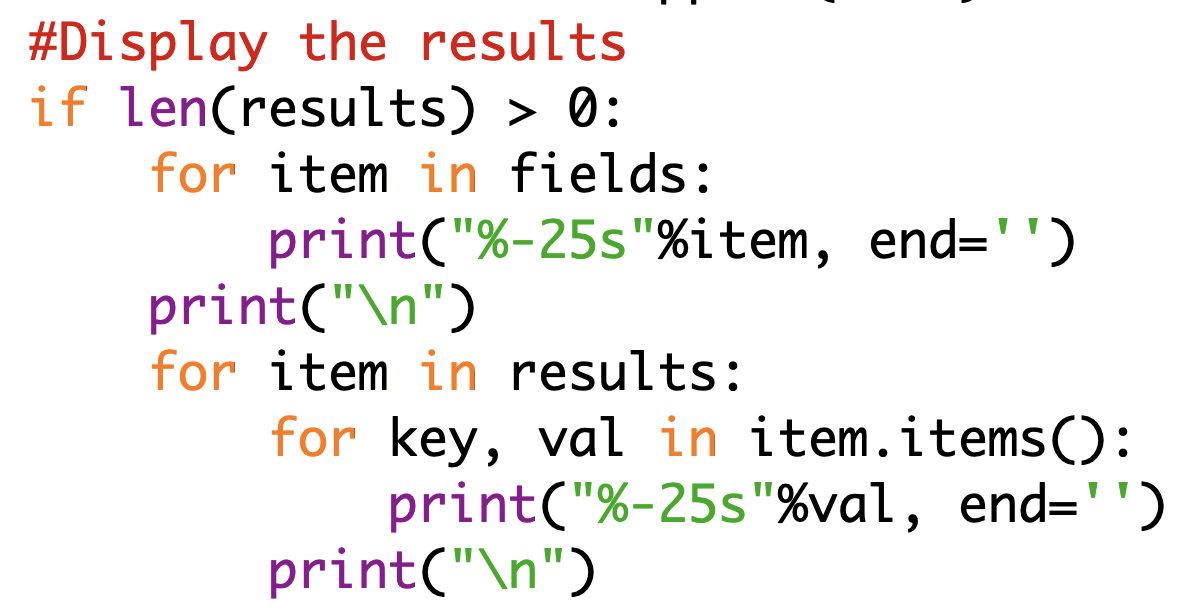 #Display the results
if len(results) > 0:
    for item in fields:
        print("%-25s"%item, end='')
    print("\n")
    for item in results:
        for key, val in item.items():
            print("%-25s"%val, end='')
        print("\n")